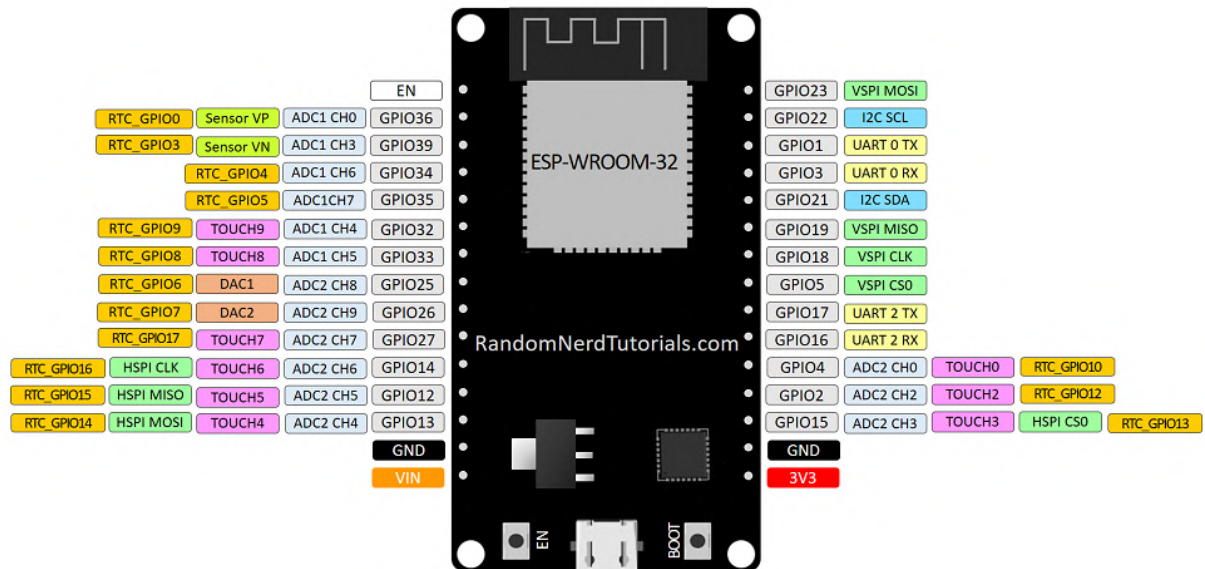 EN GPIO23 VSPI MOSI
RTC_GPIO0 Sensor VP ADC1 CH0 GPIO36 GPIO22 I2C SCL
RTC_GPIO3 Sensor VN ADC1 CH3 GPIO39 GPIO1 UART 0 TX
ESP-WROOM-32
RTC_GPIO4 ADC1 CH6 GPIO34 GPIO3 UART 0 RX
RTC_GPIO5 ADC1CH7 GPIO35 GPIO21 I2C SDA
RTC_GPIO9 TOUCH9 ADC1 CH4 GPIO32 GPIO19 VSPI MISO
RTC_GPIO8 TOUCH8 ADC1 CH5 GPIO33 GPIO18 VSPI CLK
RTC_GPIO6 DAC1 ADC2 CH8 GPIO25 GPIO5 VSPI CS0
RTC_GPIO7 DAC2 ADC2 CH9 GPIO26 GPIO17 UART 2 TX
RTC_GPIO17 TOUCH7 ADC2 CH7 GPIO27 RandomNerdTutorials.com GPIO16 UART 2 RX
RTC_GPIO16 HSPI CLK TOUCH6 ADC2 CH6 GPIO14 GPIO4 ADC2 CH0 TOUCH0 RTC_GPIO10
RTC_GPIO15 HSPI MISO TOUCH5 ADC2 CH5 GPIO12 GPIO2 ADC2 CH2 TOUCH2 RTC_GPIO12
RTC_GPIO14 HSPI MOSI TOUCH4 ADC2 CH4 GPIO13 GPIO15 ADC2 CH3 TOUCH3 HSPI CS0 RTC_GPIO13
GND GND
VIN 3V3
EN BOOT